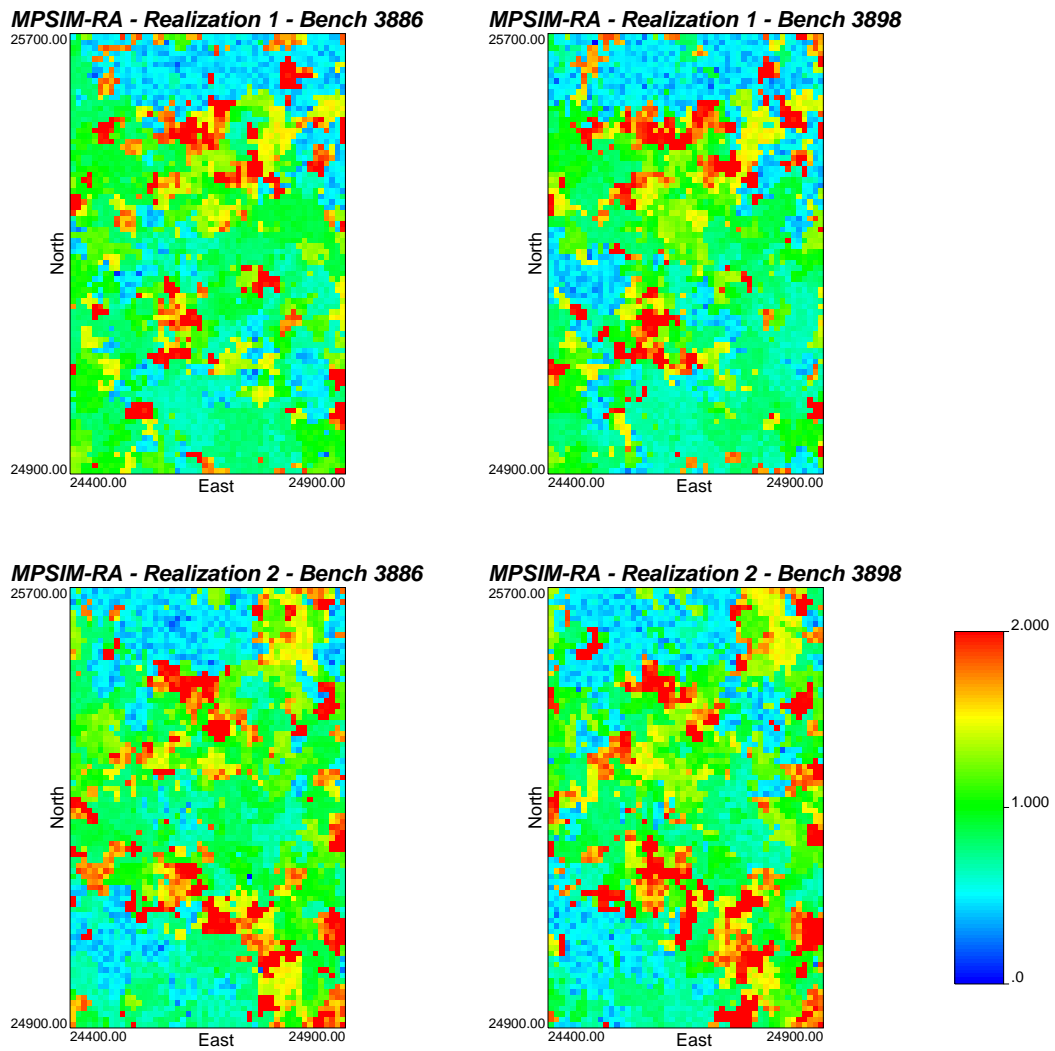 MPSIM-RA - Realization 1 - Bench 3886
25700.00
North
24900.00
24400.00
East
24900.00
MPSIM-RA - Realization 1 - Bench 3898
25700.00
North
24900.00
24400.00
East
24900.00
MPSIM-RA - Realization 2 - Bench 3886
25700.00
North
24900.00
24400.00
East
24900.00
MPSIM-RA - Realization 2 - Bench 3898
25700.00
North
24900.00
24400.00
East
24900.00
2.000
1.000
.0